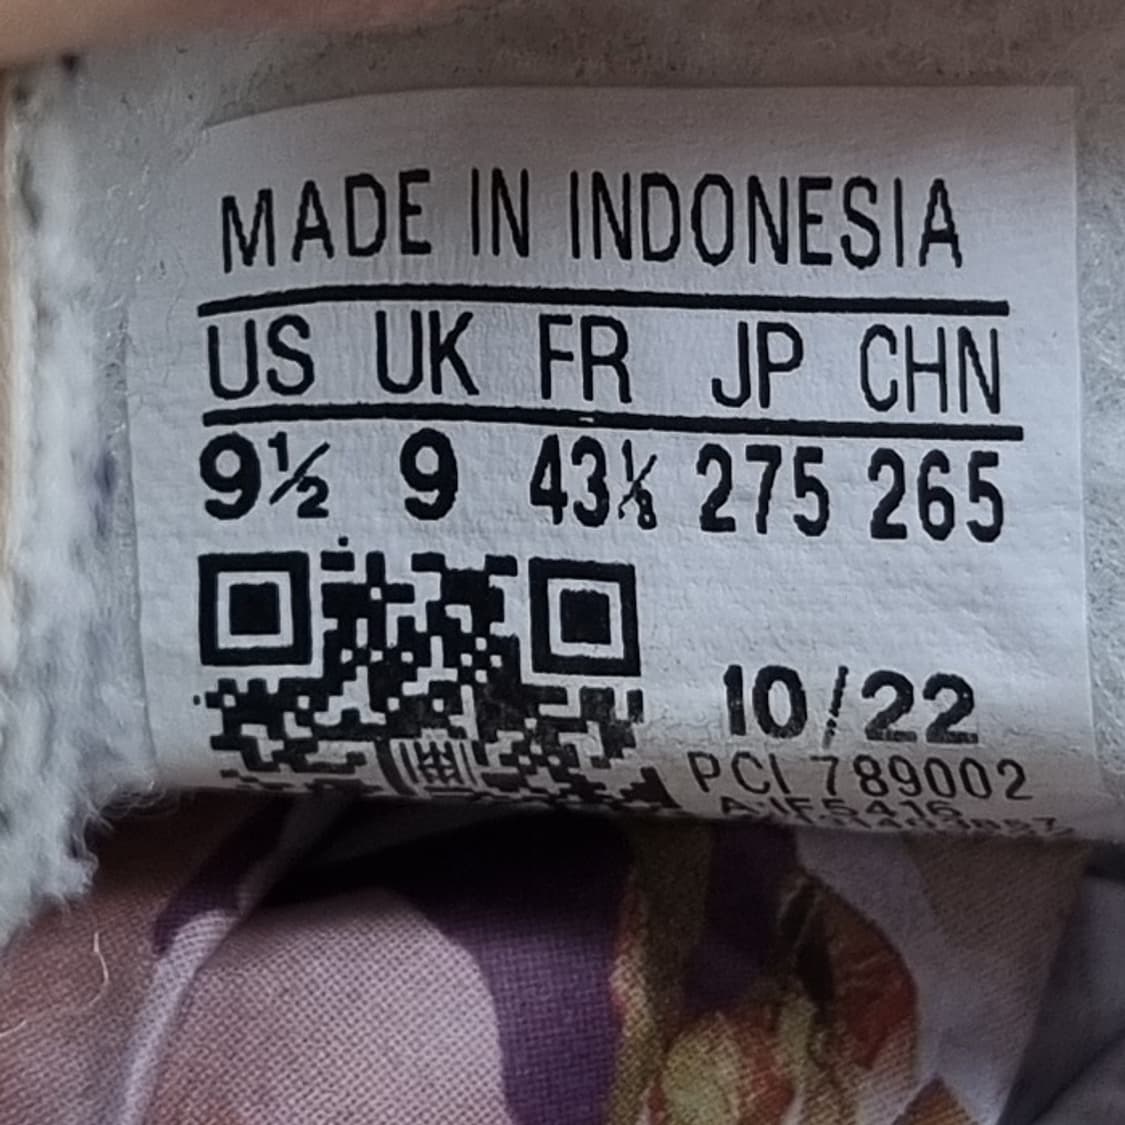 MADE IN INDONESIA
US UK FR JP CHN
9½ 9 43⅓ 275 265
10/22
PCI 789002